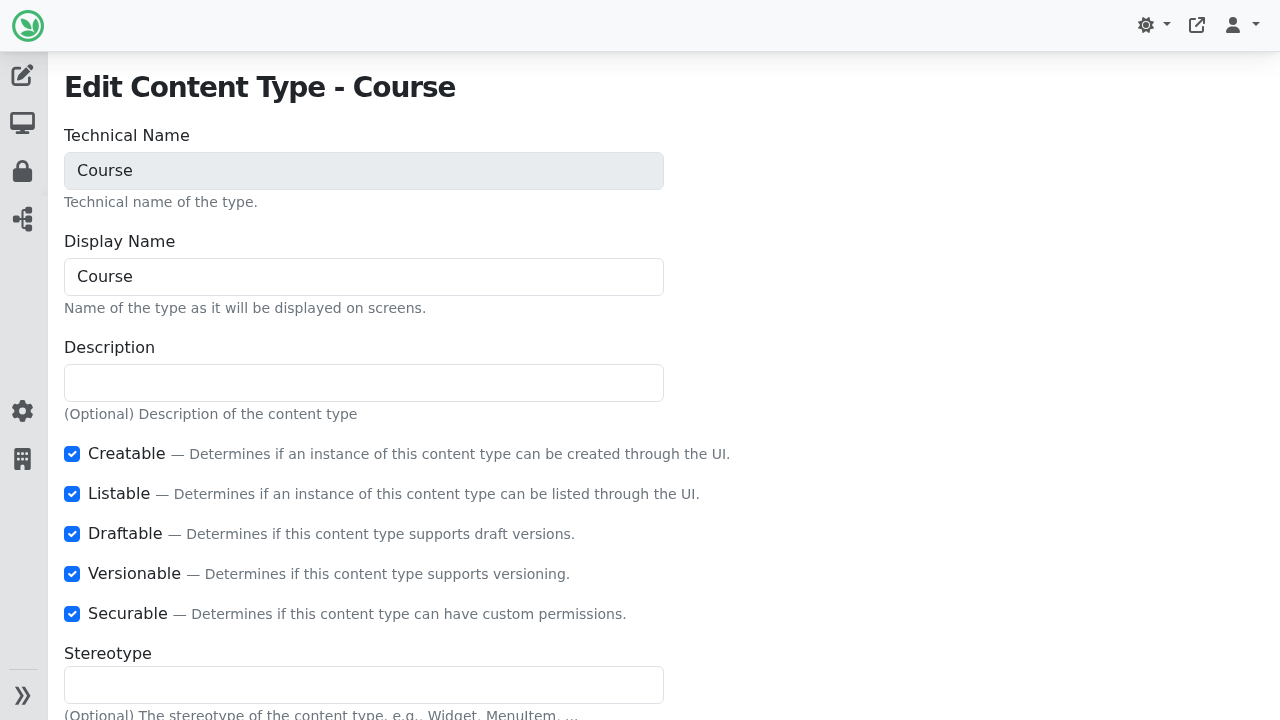 Edit Content Type - Course
Technical Name
Course
Technical name of the type.
Display Name
Course
Name of the type as it will be displayed on screens.
Description
(Optional) Description of the content type
Creatable — Determines if an instance of this content type can be created through the UI.
Listable — Determines if an instance of this content type can be listed through the UI.
Draftable — Determines if this content type supports draft versions.
Versionable — Determines if this content type supports versioning.
Securable — Determines if this content type can have custom permissions.
Stereotype
(Optional) The stereotype of the content type. e.g., Widget, MenuItem, ...